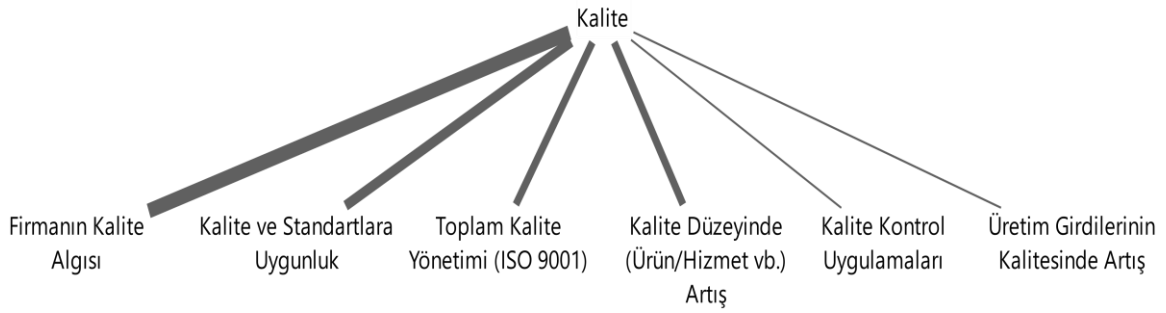 Kalite
Firmanın Kalite
Algısı
Kalite ve Standartlara
Uygunluk
Toplam Kalite
Yönetimi (ISO 9001)
Kalite Düzeyinde
(Ürün/Hizmet vb.)
Artış
Kalite Kontrol
Uygulamaları
Üretim Girdilerinin
Kalitesinde Artış